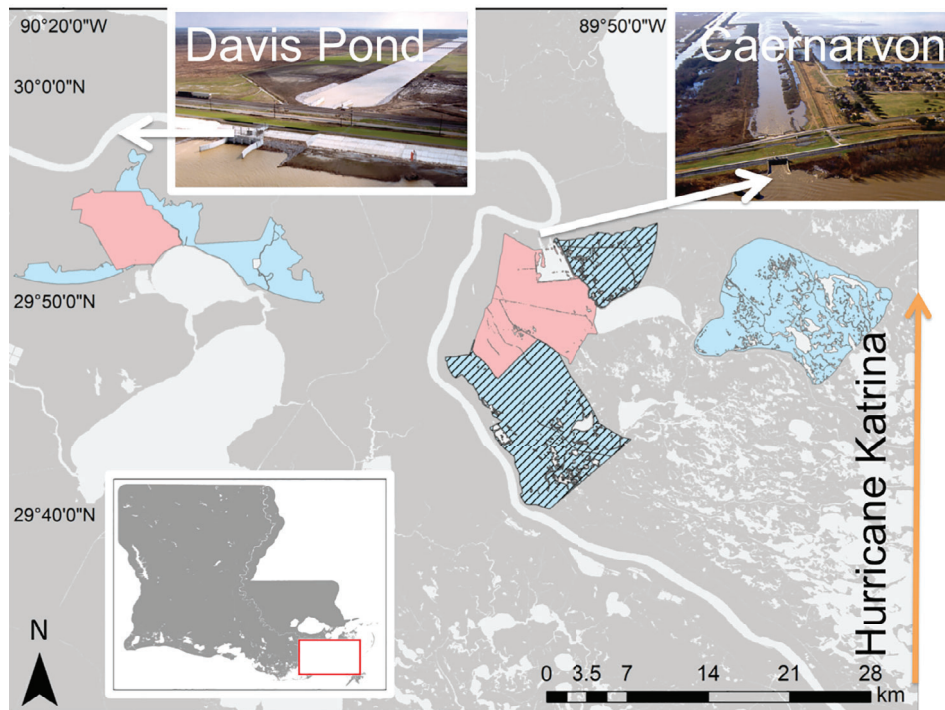 90°20'0"W
89°50'0"W
Davis Pond
Caernarvon
30°0'0"N
29°50'0"N
29°40'0"N
Hurricane Katrina
N
0 3.5 7 14 21 28
km